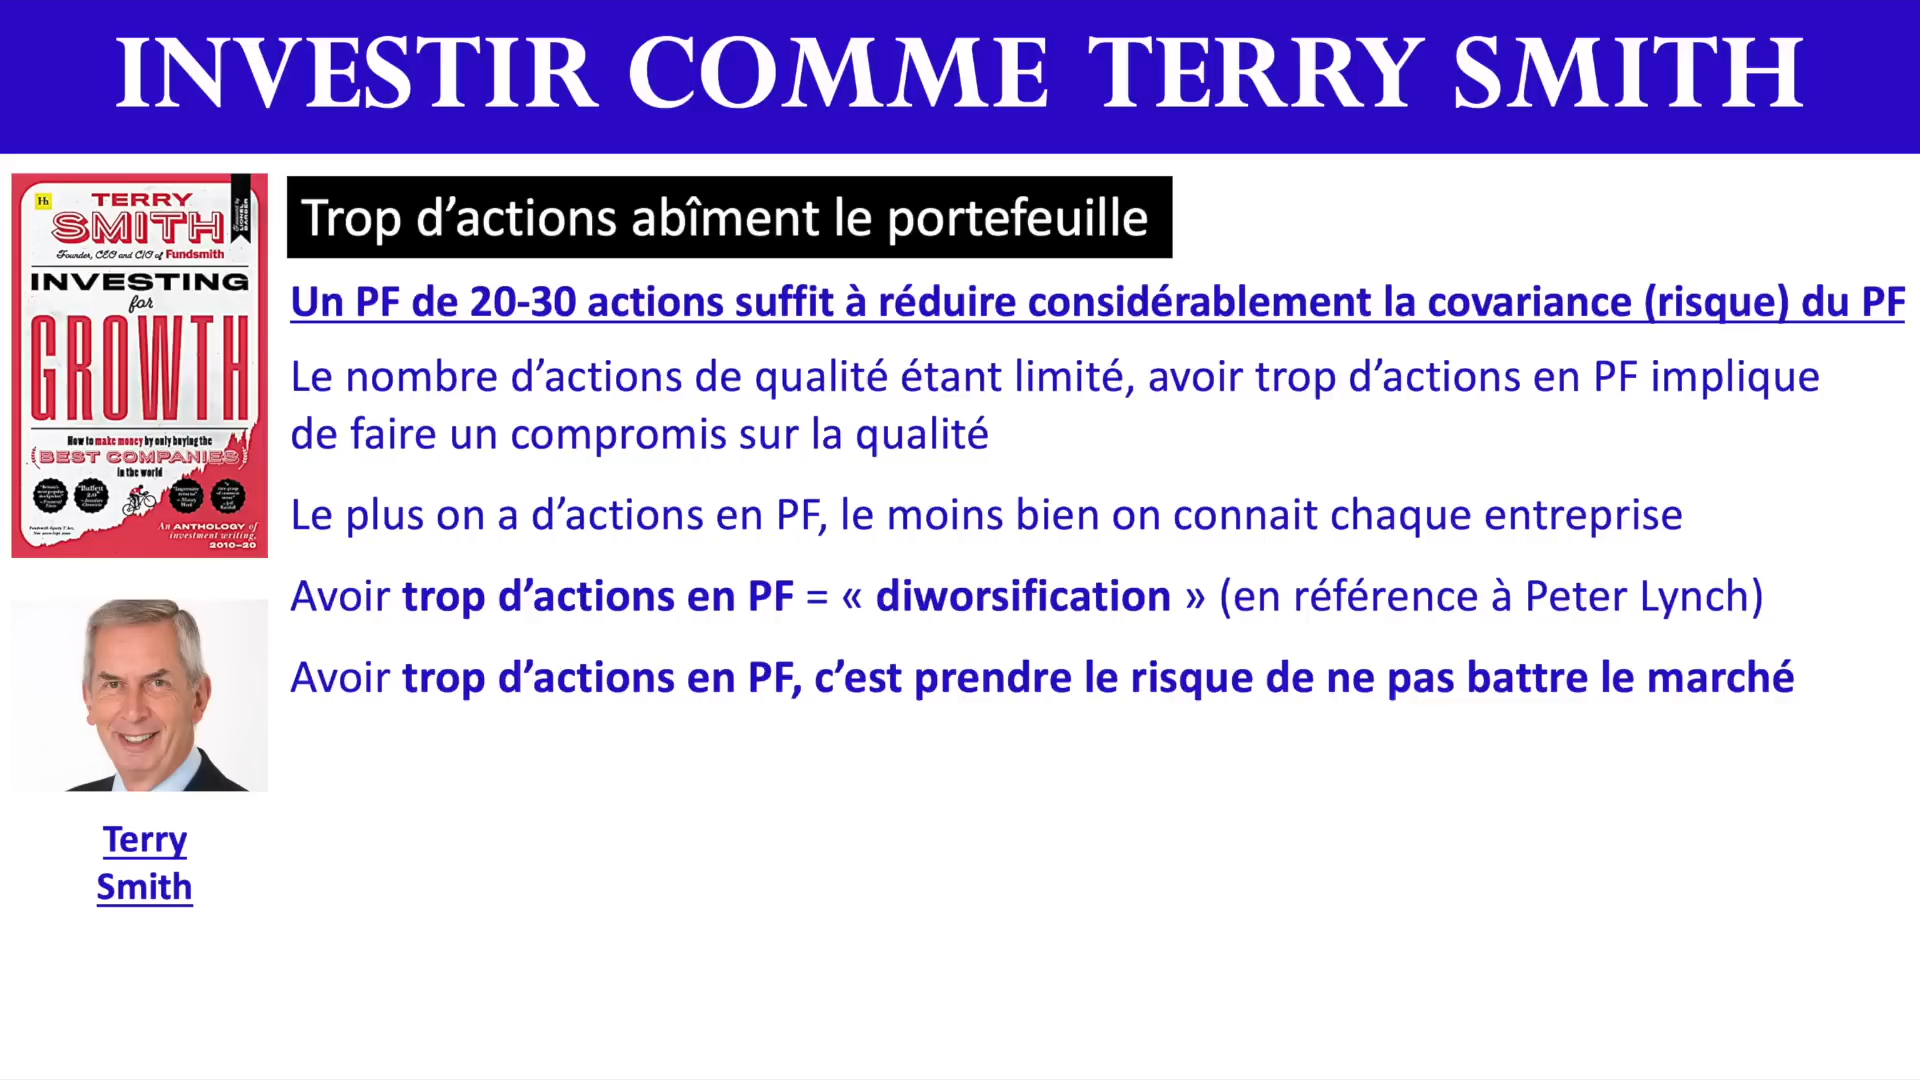 INVESTIR COMME TERRY SMITH
Trop d’actions abîment le portefeuille
Un PF de 20-30 actions suffit à réduire considérablement la covariance (risque) du PF
Le nombre d’actions de qualité étant limité, avoir trop d’actions en PF implique
de faire un compromis sur la qualité
Le plus on a d’actions en PF, le moins bien on connait chaque entreprise
Avoir trop d’actions en PF = « diworsification » (en référence à Peter Lynch)
Avoir trop d’actions en PF, c’est prendre le risque de ne pas battre le marché
Hh
TERRY
SMITH
Founder, CEO and CIO of Fundsmith
INVESTING
for
GROWTH
How to make money by only buying the
BEST COMPANIES
in the world
An ANTHOLOGY of
investment writing,
2010–20
Terry
Smith